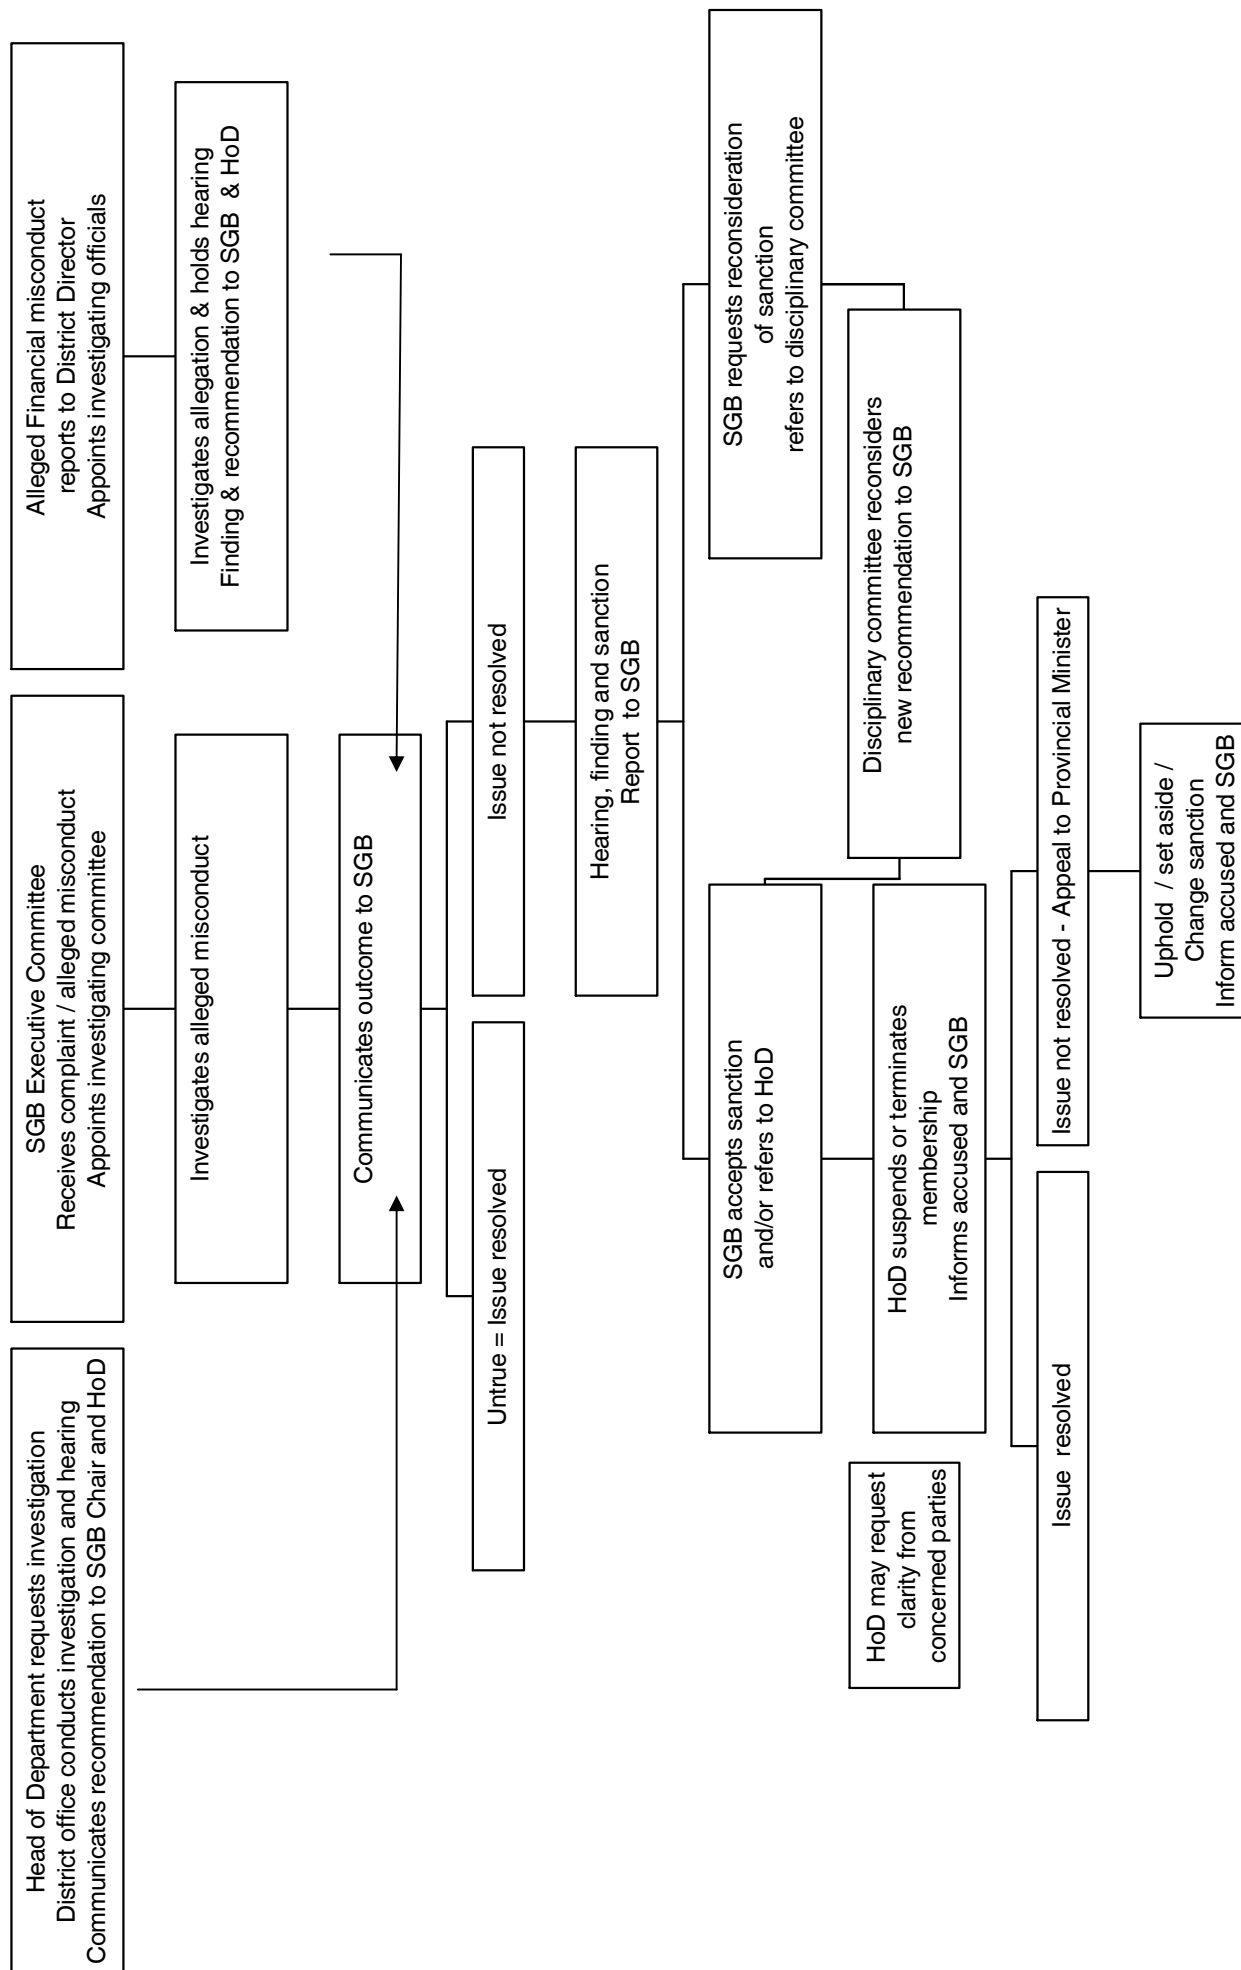 Head of Department requests investigation
District office conducts investigation and hearing
Communicates recommendation to SGB Chair and HoD
SGB Executive Committee
Receives complaint / alleged misconduct
Appoints investigating committee
Alleged Financial misconduct
reports to District Director
Appoints investigating officials
Investigates alleged misconduct
Investigates allegation & holds hearing
Finding & recommendation to SGB & HoD
Communicates outcome to SGB
Untrue = Issue resolved
Issue not resolved
Hearing, finding and sanction
Report to SGB
SGB accepts sanction
and/or refers to HoD
SGB requests reconsideration
of sanction
refers to disciplinary committee
HoD may request
clarity from
concerned parties
HoD suspends or terminates
membership
Informs accused and SGB
Disciplinary committee reconsiders
new recommendation to SGB
Issue resolved
Issue not resolved - Appeal to Provincial Minister
Uphold / set aside /
Change sanction
Inform accused and SGB